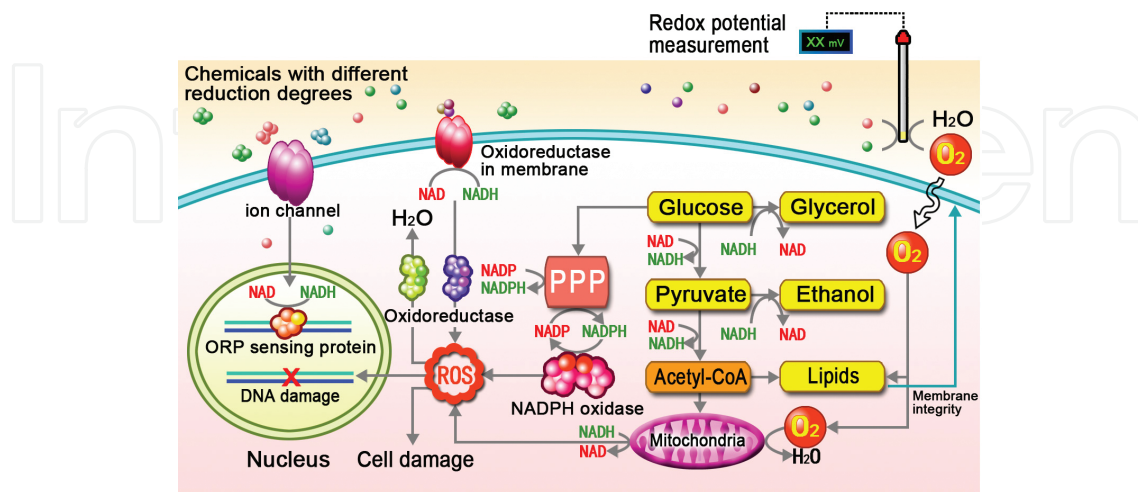 Redox potential
measurement
XX mV
Chemicals with different
reduction degrees
H2O
O2
Oxidoreductase
in membrane
ion channel
NAD
NADH
H2O
Glucose
Glycerol
NAD
NADH
NADH
NAD
O2
NADP
NADPH
PPP
Pyruvate
Ethanol
NAD
NADH
Oxidoreductase
NADP
NADPH
NAD
NADH
NADH
NAD
ORP sensing protein
ROS
Acetyl-CoA
Lipids
DNA damage
NADPH oxidase
Membrane
integrity
NADH
NAD
Mitochondria
O2
H2O
Nucleus
Cell damage